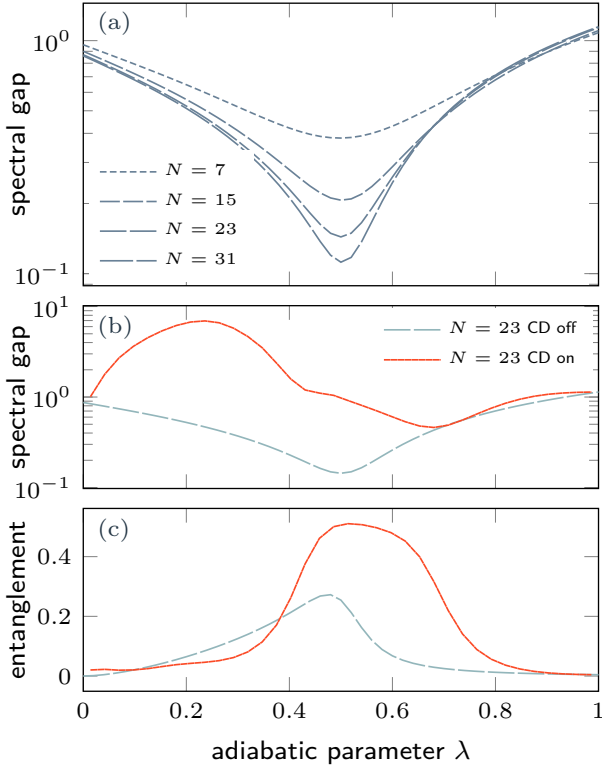 (a)
10^0
10^{-1}
spectral gap
N = 7
N = 15
N = 23
N = 31
(b)
10^1
10^0
10^{-1}
spectral gap
N = 23 CD off
N = 23 CD on
(c)
0.4
0.2
0
entanglement
0 0.2 0.4 0.6 0.8 1
adiabatic parameter λ